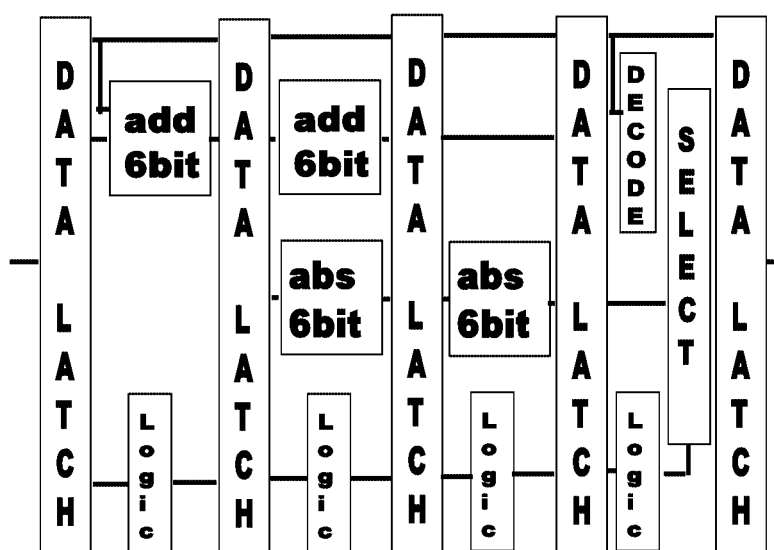 DATA LATCH
add
6bit
Logic
DATA LATCH
add
6bit
abs
6bit
Logic
DATA LATCH
abs
6bit
Logic
DATA LATCH
DECODE
Logic
SELECT
DATA LATCH